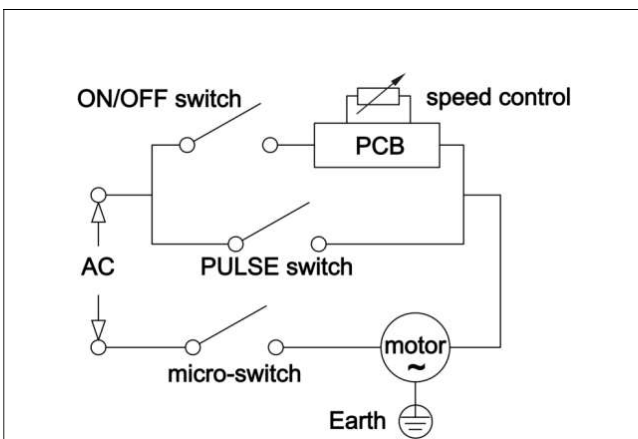 ON/OFF switch
speed control
PCB
AC
PULSE switch
micro-switch
motor
~
Earth